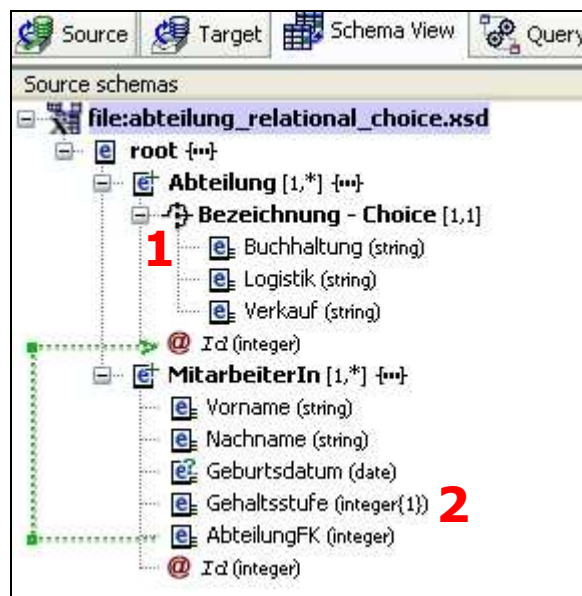 Source Target Schema View Query
Source schemas
file:abteilung_relational_choice.xsd
root
Abteilung [1,*]
Bezeichnung - Choice [1,1]
1
Buchhaltung (string)
Logistik (string)
Verkauf (string)
@ Id (integer)
MitarbeiterIn [1,*]
Vorname (string)
Nachname (string)
Geburtsdatum (date)
Gehaltsstufe (integer{1}) 2
AbteilungFK (integer)
@ Id (integer)